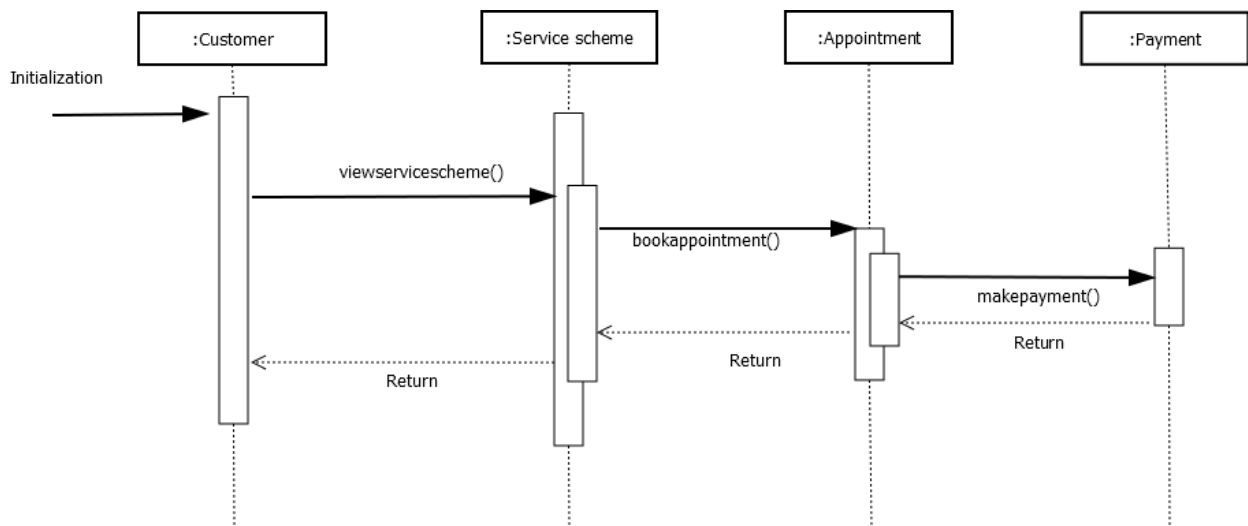 :Customer
:Service scheme
:Appointment
:Payment
Initialization
viewservicescheme()
bookappointment()
makepayment()
Return
Return
Return